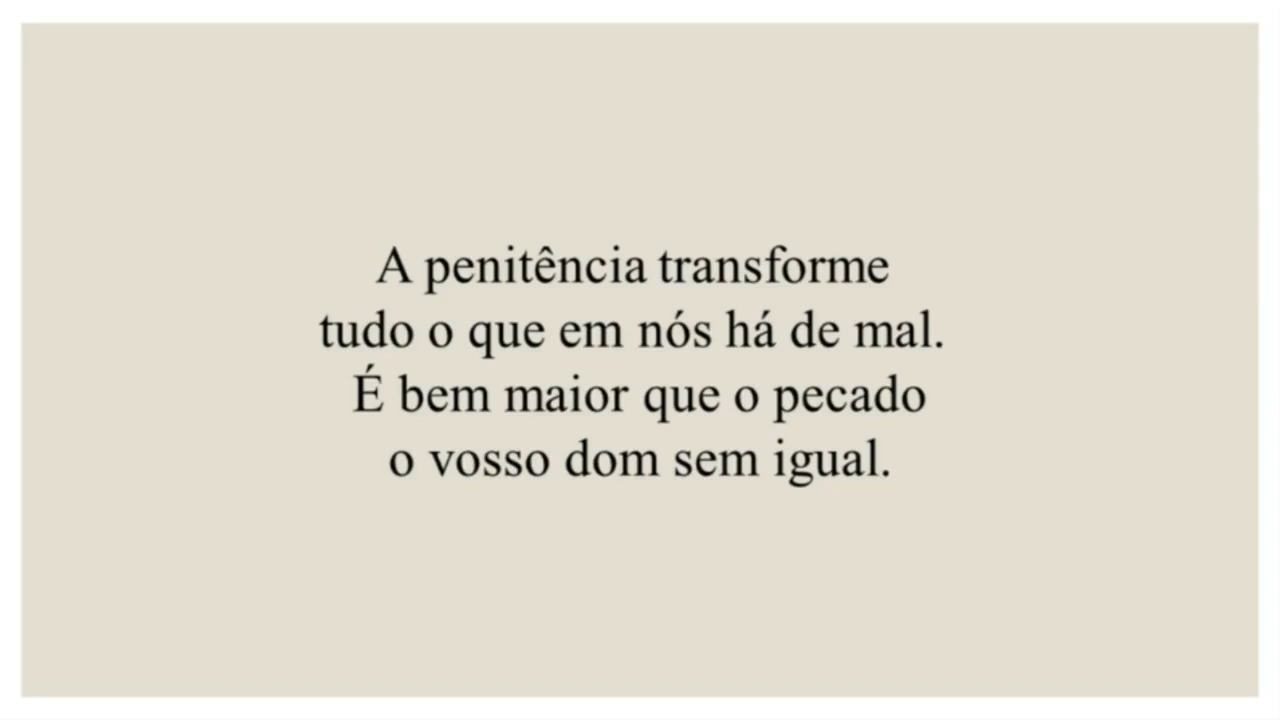 A penitência transforme
tudo o que em nós há de mal.
É bem maior que o pecado
o vosso dom sem igual.